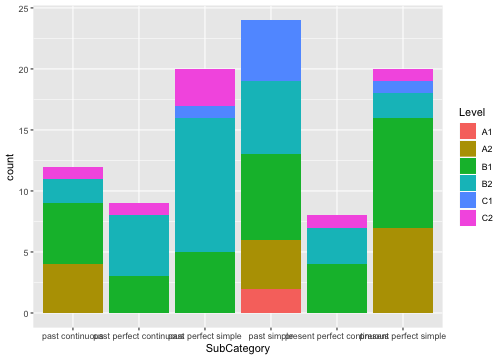 25
20
15
10
5
0
count
past continuous
past perfect continuous
past perfect simple
past simple
present perfect continuous
present perfect simple
SubCategory
Level
A1
A2
B1
B2
C1
C2